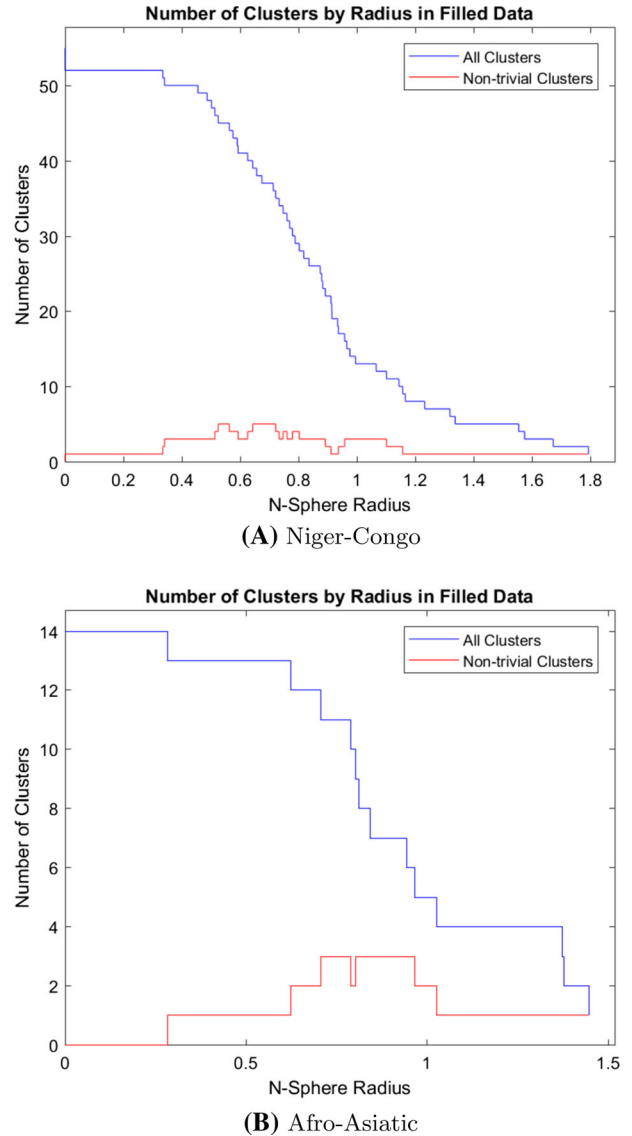 Number of Clusters by Radius in Filled Data
All Clusters
Non-trivial Clusters
Number of Clusters
50
40
30
20
10
0
0 0.2 0.4 0.6 0.8 1 1.2 1.4 1.6 1.8
N-Sphere Radius
(A) Niger-Congo
Number of Clusters by Radius in Filled Data
All Clusters
Non-trivial Clusters
Number of Clusters
14
12
10
8
6
4
2
0
0 0.5 1 1.5
N-Sphere Radius
(B) Afro-Asiatic